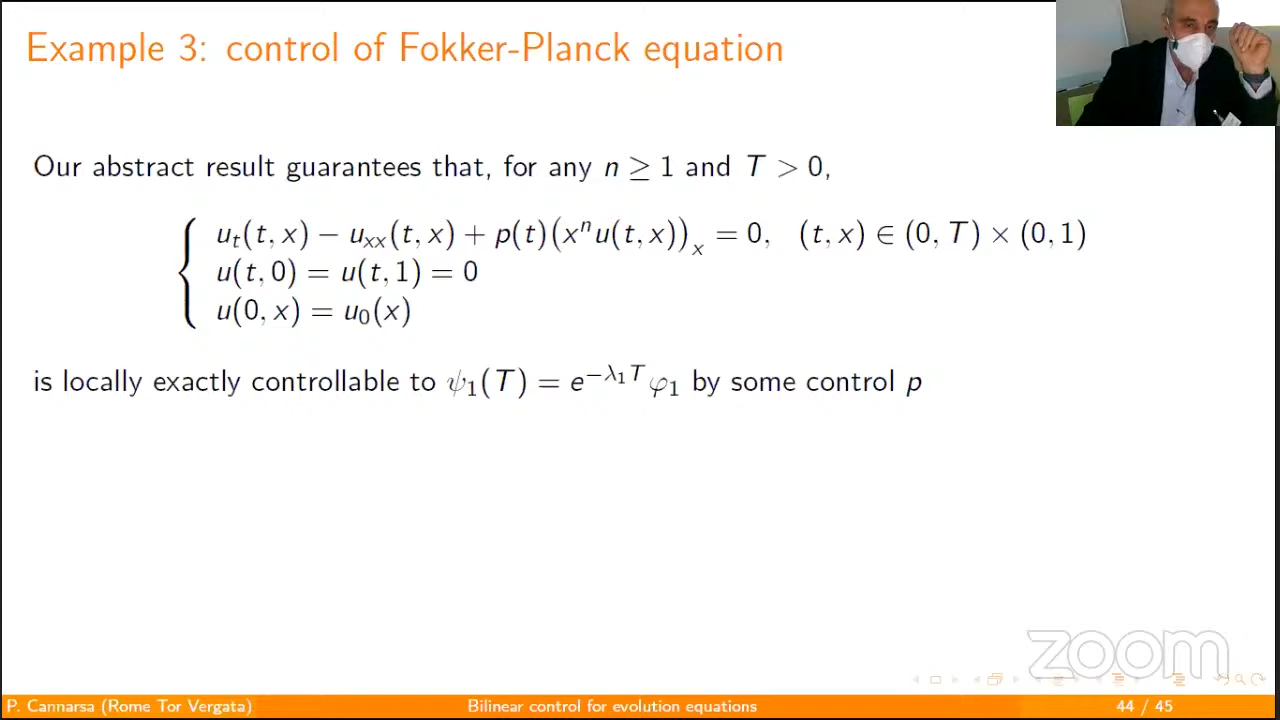 Example 3: control of Fokker-Planck equation
Our abstract result guarantees that, for any n ≥ 1 and T > 0,
u_t(t, x) − u_xx(t, x) + p(t)(x^n u(t, x))_x = 0, (t, x) ∈ (0, T) × (0, 1)
u(t, 0) = u(t, 1) = 0
u(0, x) = u_0(x)
is locally exactly controllable to ψ_1(T) = e^{−λ_1 T} φ_1 by some control p
zoom
P. Cannarsa (Rome Tor Vergata) Bilinear control for evolution equations 44 / 45